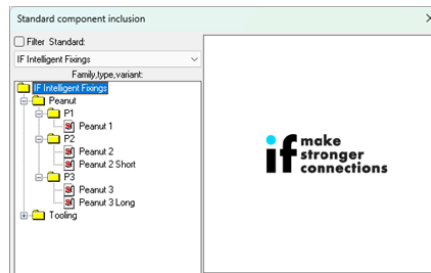 Standard component inclusion
Filter Standard:
IF Intelligent Fixings
Family,type,variant:
IF Intelligent Fixings
Peanut
P1
Peanut 1
P2
Peanut 2
Peanut 2 Short
P3
Peanut 3
Peanut 3 Long
Tooling
if make
stronger
connections